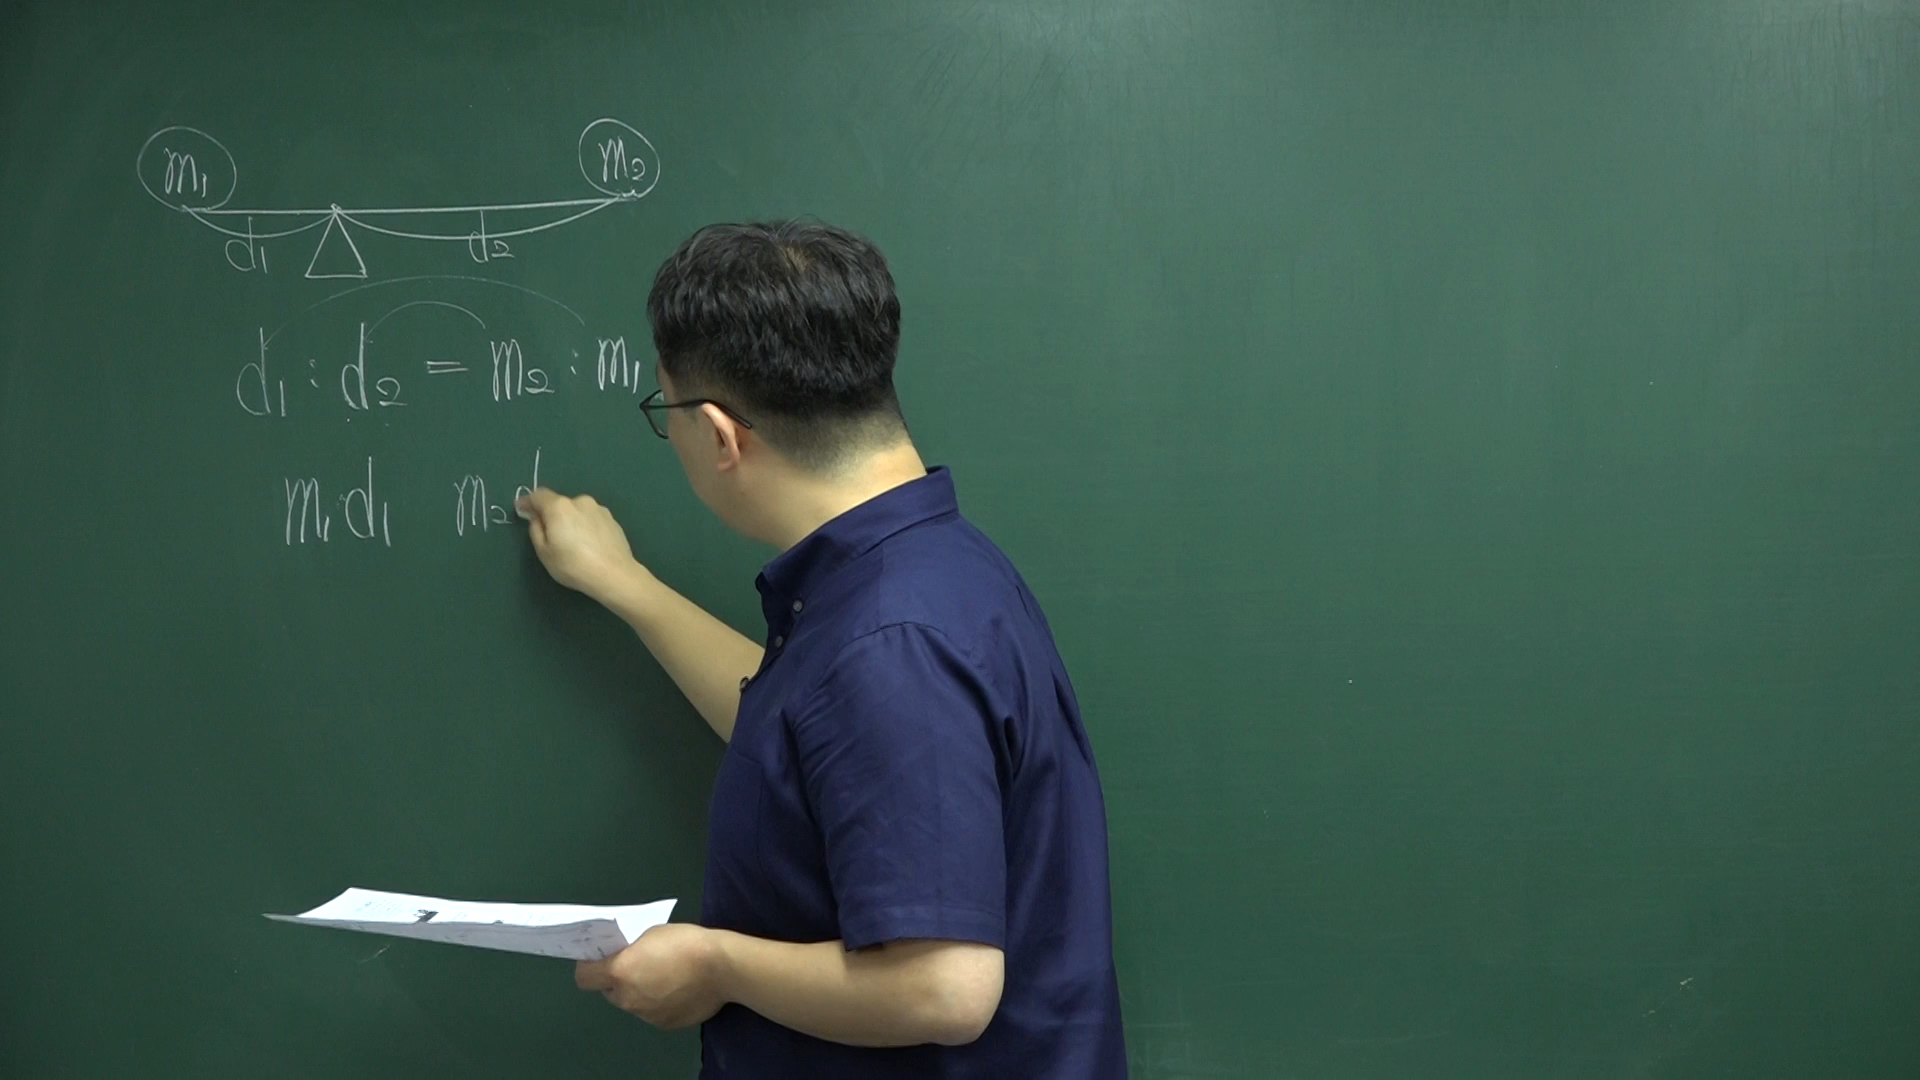 m₁ m₂
d₁ d₂
d₁ : d₂ = m₂ : m₁
m₁d₁ m₂d